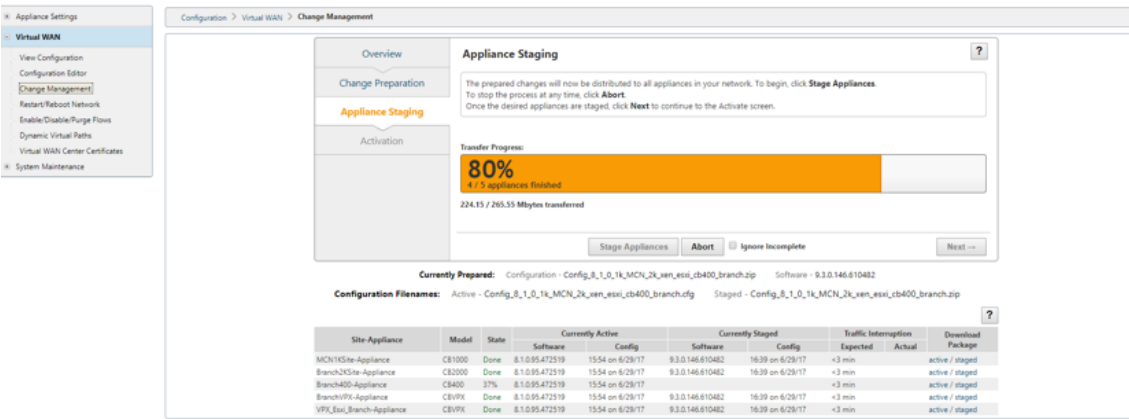 Appliance Settings
Configuration > Virtual WAN > Change Management
Virtual WAN
View Configuration
Configuration Editor
Change Management
Restart/Reboot Network
Enable/Disable/Purge Flows
Dynamic Virtual Paths
Virtual WAN Center Certificates
System Maintenance
Overview
Change Preparation
Appliance Staging
Activation
Appliance Staging
?
The prepared changes will now be distributed to all appliances in your network. To begin, click Stage Appliances.
To stop the process at any time, click Abort.
Once the desired appliances are staged, click Next to continue to the Activate screen.
Transfer Progress:
80%
4 / 5 appliances finished
224.15 / 265.55 Mbytes transferred
Stage Appliances Abort Ignore Incomplete Next →
Currently Prepared: Configuration - Config_8_1_0_1k_MCN_2k_xen_esxi_cb400_branch.zip Software - 9.3.0.146.610482
Configuration Filenames: Active - Config_8_1_0_1k_MCN_2k_xen_esxi_cb400_branch.cfg Staged - Config_8_1_0_1k_MCN_2k_xen_esxi_cb400_branch.zip
?
Site-Appliance Model State Currently Active Currently Staged Traffic Interruption Download Package
Software Config Software Config Expected Actual
MCN1KSite-Appliance CB1000 Done 8.1.0.95.472519 15:54 on 6/29/17 9.3.0.146.610482 16:39 on 6/29/17 <3 min active / staged
Branch2KSite-Appliance CB2000 Done 8.1.0.95.472519 15:54 on 6/29/17 9.3.0.146.610482 16:39 on 6/29/17 <3 min active / staged
Branch400-Appliance CB400 37% 8.1.0.95.472519 15:54 on 6/29/17 <3 min active / staged
BranchVPX-Appliance CBVPX Done 8.1.0.95.472519 15:54 on 6/29/17 9.3.0.146.610482 16:39 on 6/29/17 <3 min active / staged
VPX_Esxi_Branch-Appliance CBVPX Done 8.1.0.95.472519 15:54 on 6/29/17 9.3.0.146.610482 16:39 on 6/29/17 <3 min active / staged